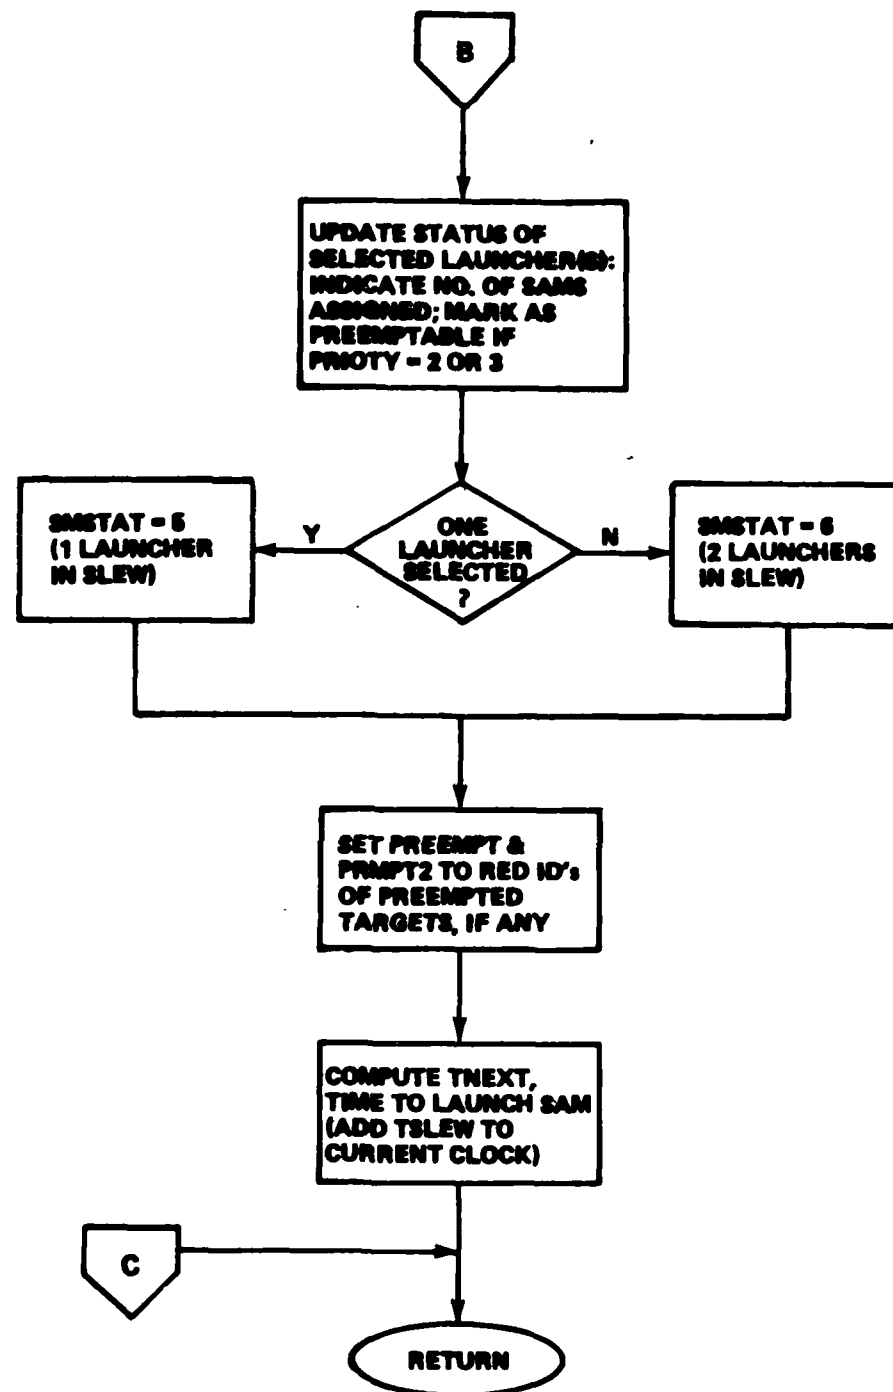 B
UPDATE STATUS OF
SELECTED LAUNCHER(S):
INDICATE NO. OF SAMS
ASSIGNED; MARK AS
PREEMPTABLE IF
PRIOTY = 2 OR 3
SMSTAT = 5
(1 LAUNCHER
IN SLEW)
Y
ONE
LAUNCHER
SELECTED
?
N
SMSTAT = 6
(2 LAUNCHERS
IN SLEW)
SET PREEMPT &
PRMPT2 TO RED ID's
OF PREEMPTED
TARGETS, IF ANY
COMPUTE TNEXT,
TIME TO LAUNCH SAM
(ADD TSLEW TO
CURRENT CLOCK)
C
RETURN